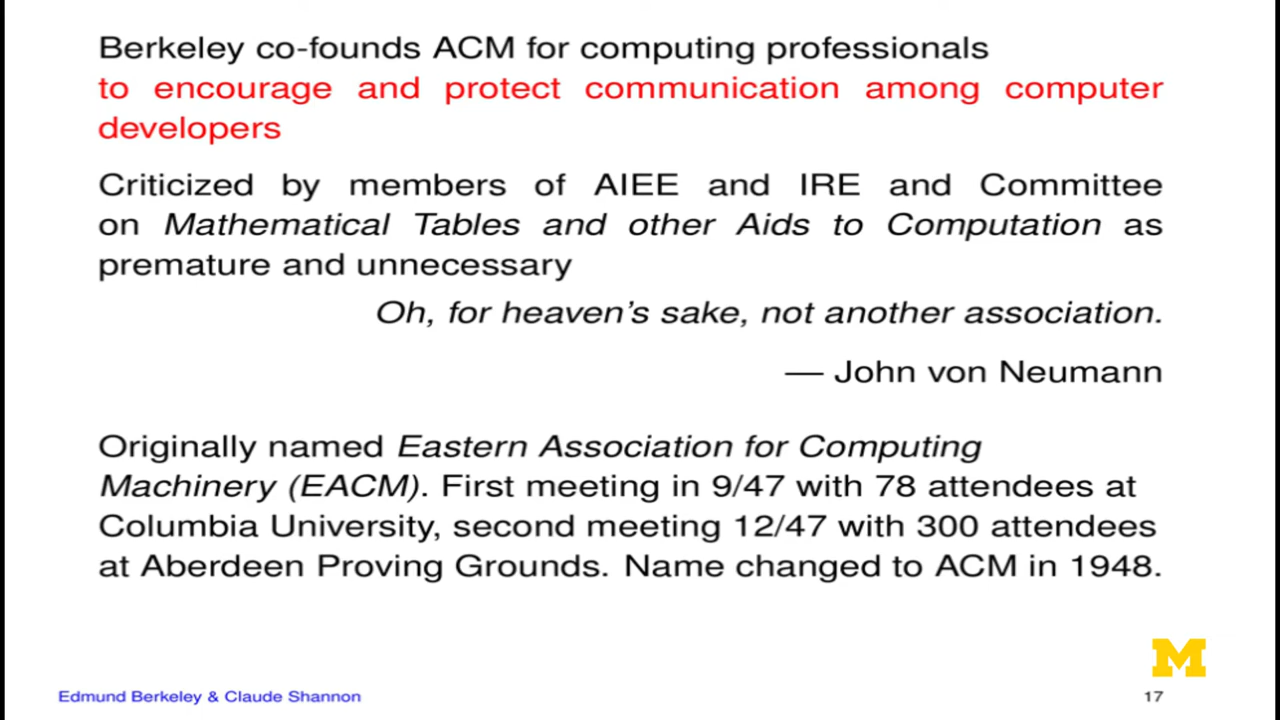 Berkeley co-founds ACM for computing professionals
to encourage and protect communication among computer
developers
Criticized by members of AIEE and IRE and Committee
on Mathematical Tables and other Aids to Computation as
premature and unnecessary
Oh, for heaven's sake, not another association.
— John von Neumann
Originally named Eastern Association for Computing
Machinery (EACM). First meeting in 9/47 with 78 attendees at
Columbia University, second meeting 12/47 with 300 attendees
at Aberdeen Proving Grounds. Name changed to ACM in 1948.
M
Edmund Berkeley & Claude Shannon
17